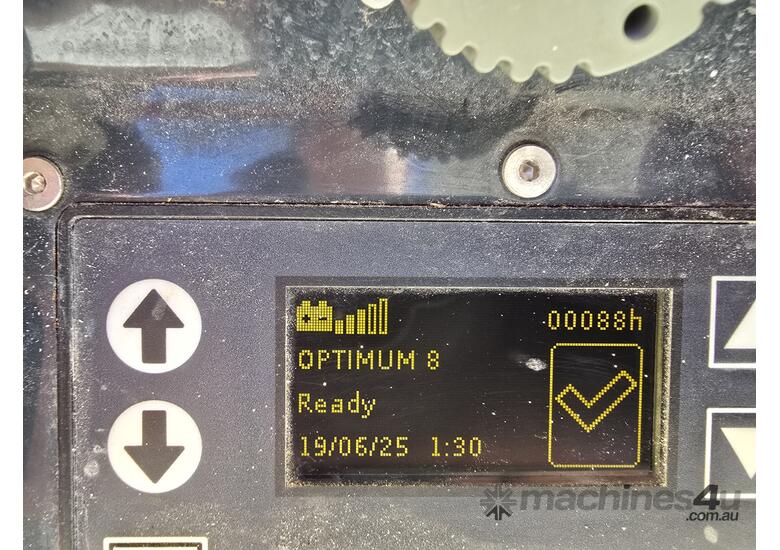 00088h
OPTIMUM 8
Ready
19/06/25 1:30
machines4u
.com.au